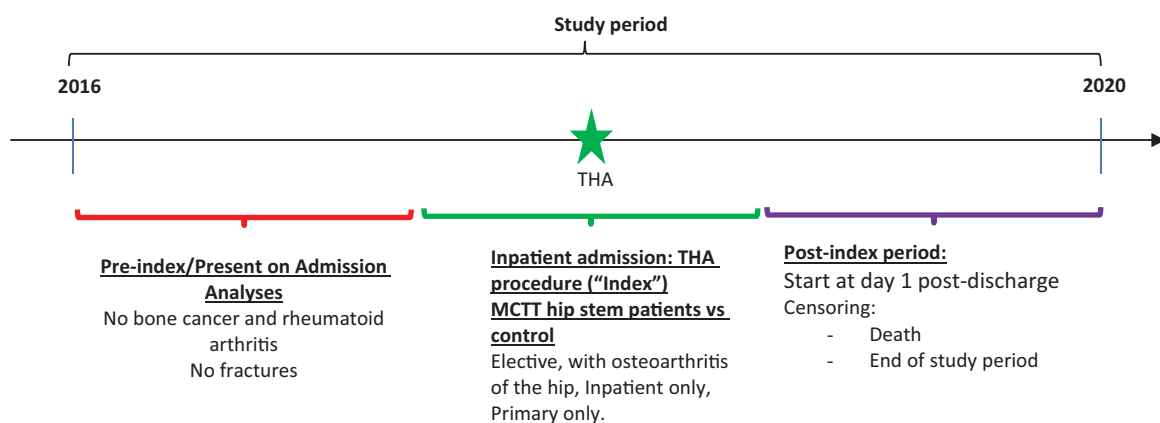 Study period
2016
2020
THA
Pre-index/Present on Admission
Analyses
No bone cancer and rheumatoid
arthritis
No fractures
Inpatient admission: THA
procedure (“Index”)
MCTT hip stem patients vs
control
Elective, with osteoarthritis
of the hip, Inpatient only,
Primary only.
Post-index period:
Start at day 1 post-discharge
Censoring:
- Death
- End of study period